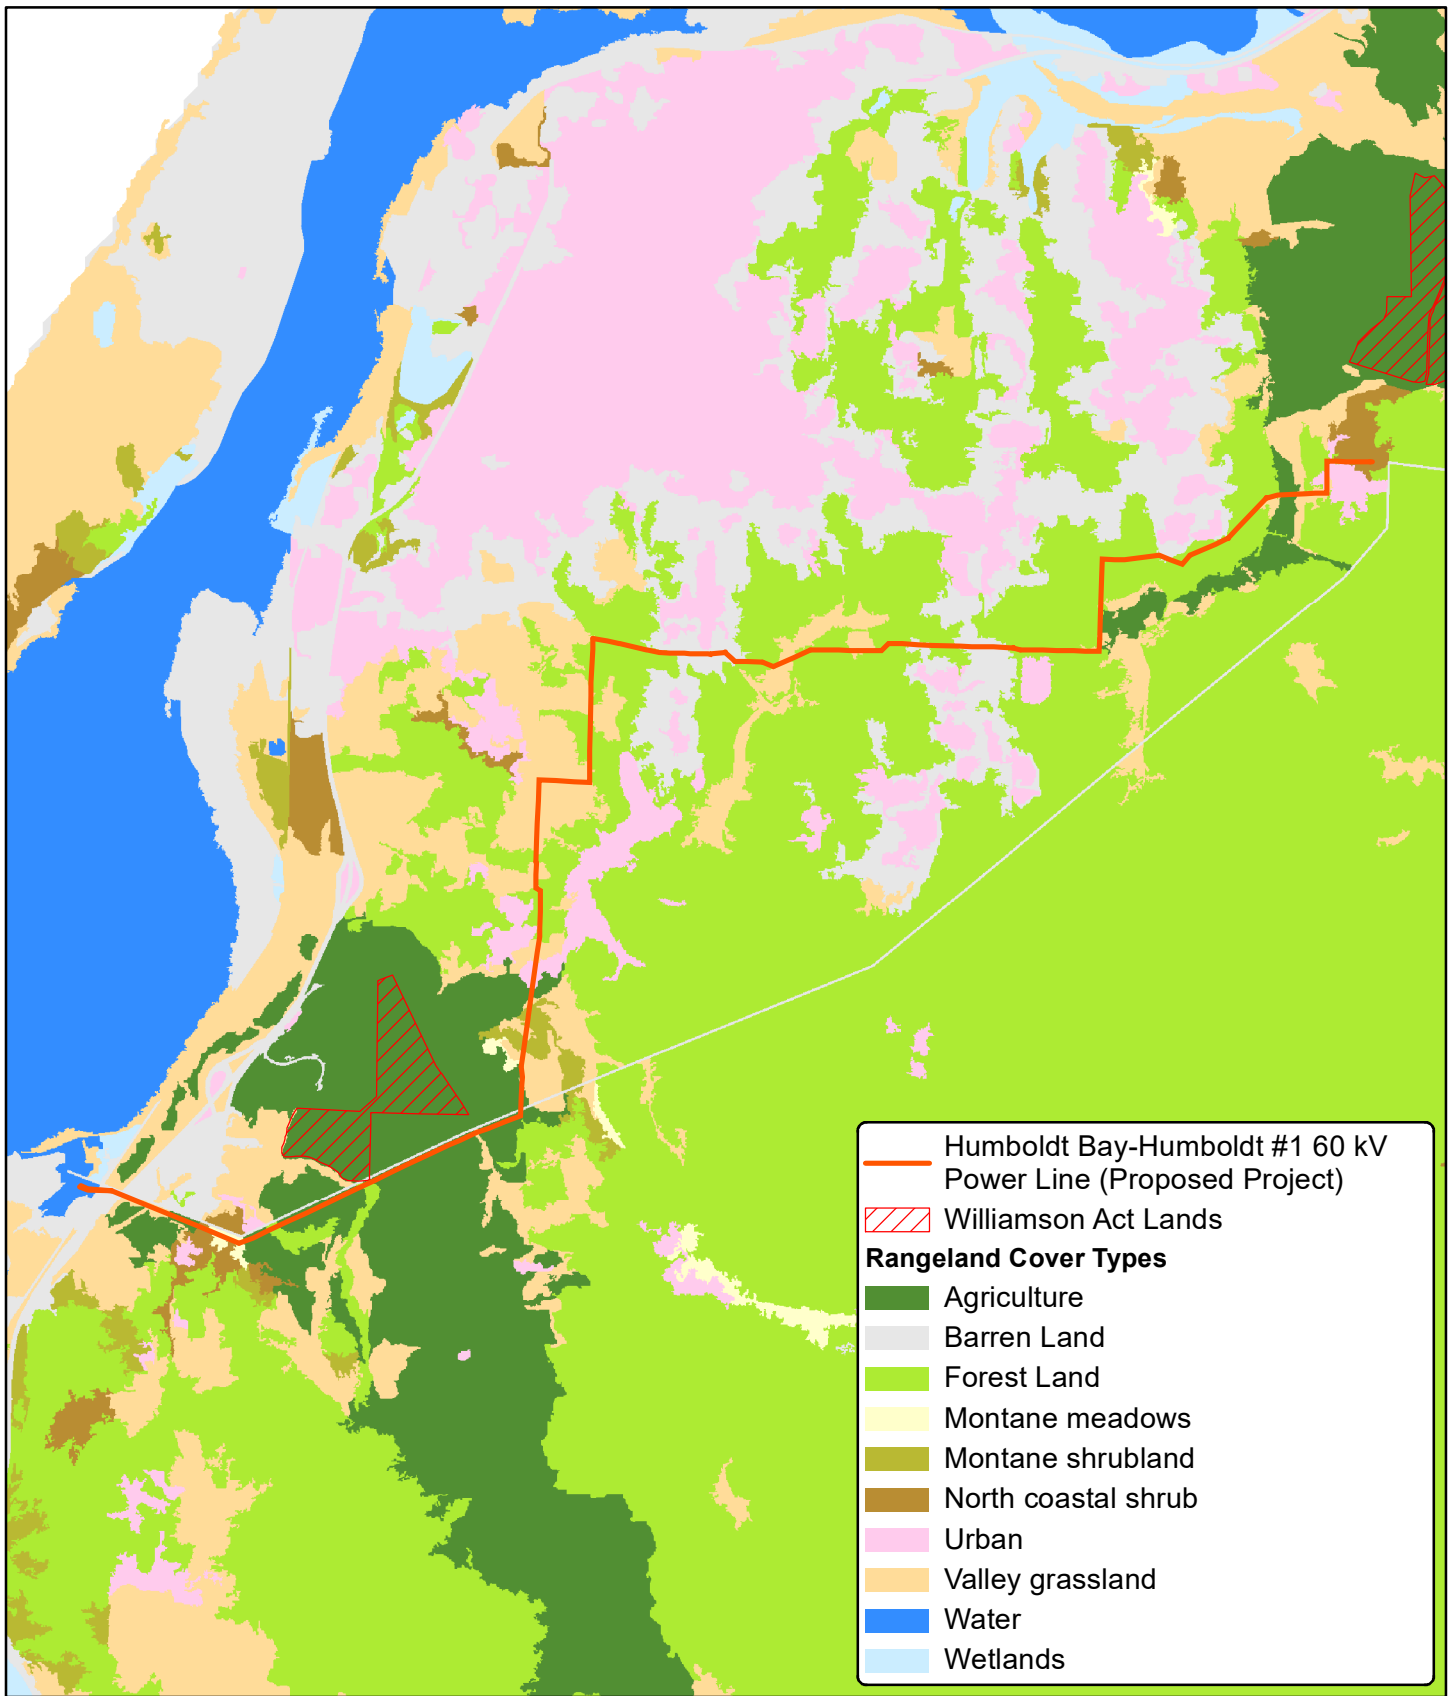 Humboldt Bay-Humboldt #1 60 kV
Power Line (Proposed Project)
Williamson Act Lands
Rangeland Cover Types
Agriculture
Barren Land
Forest Land
Montane meadows
Montane shrubland
North coastal shrub
Urban
Valley grassland
Water
Wetlands